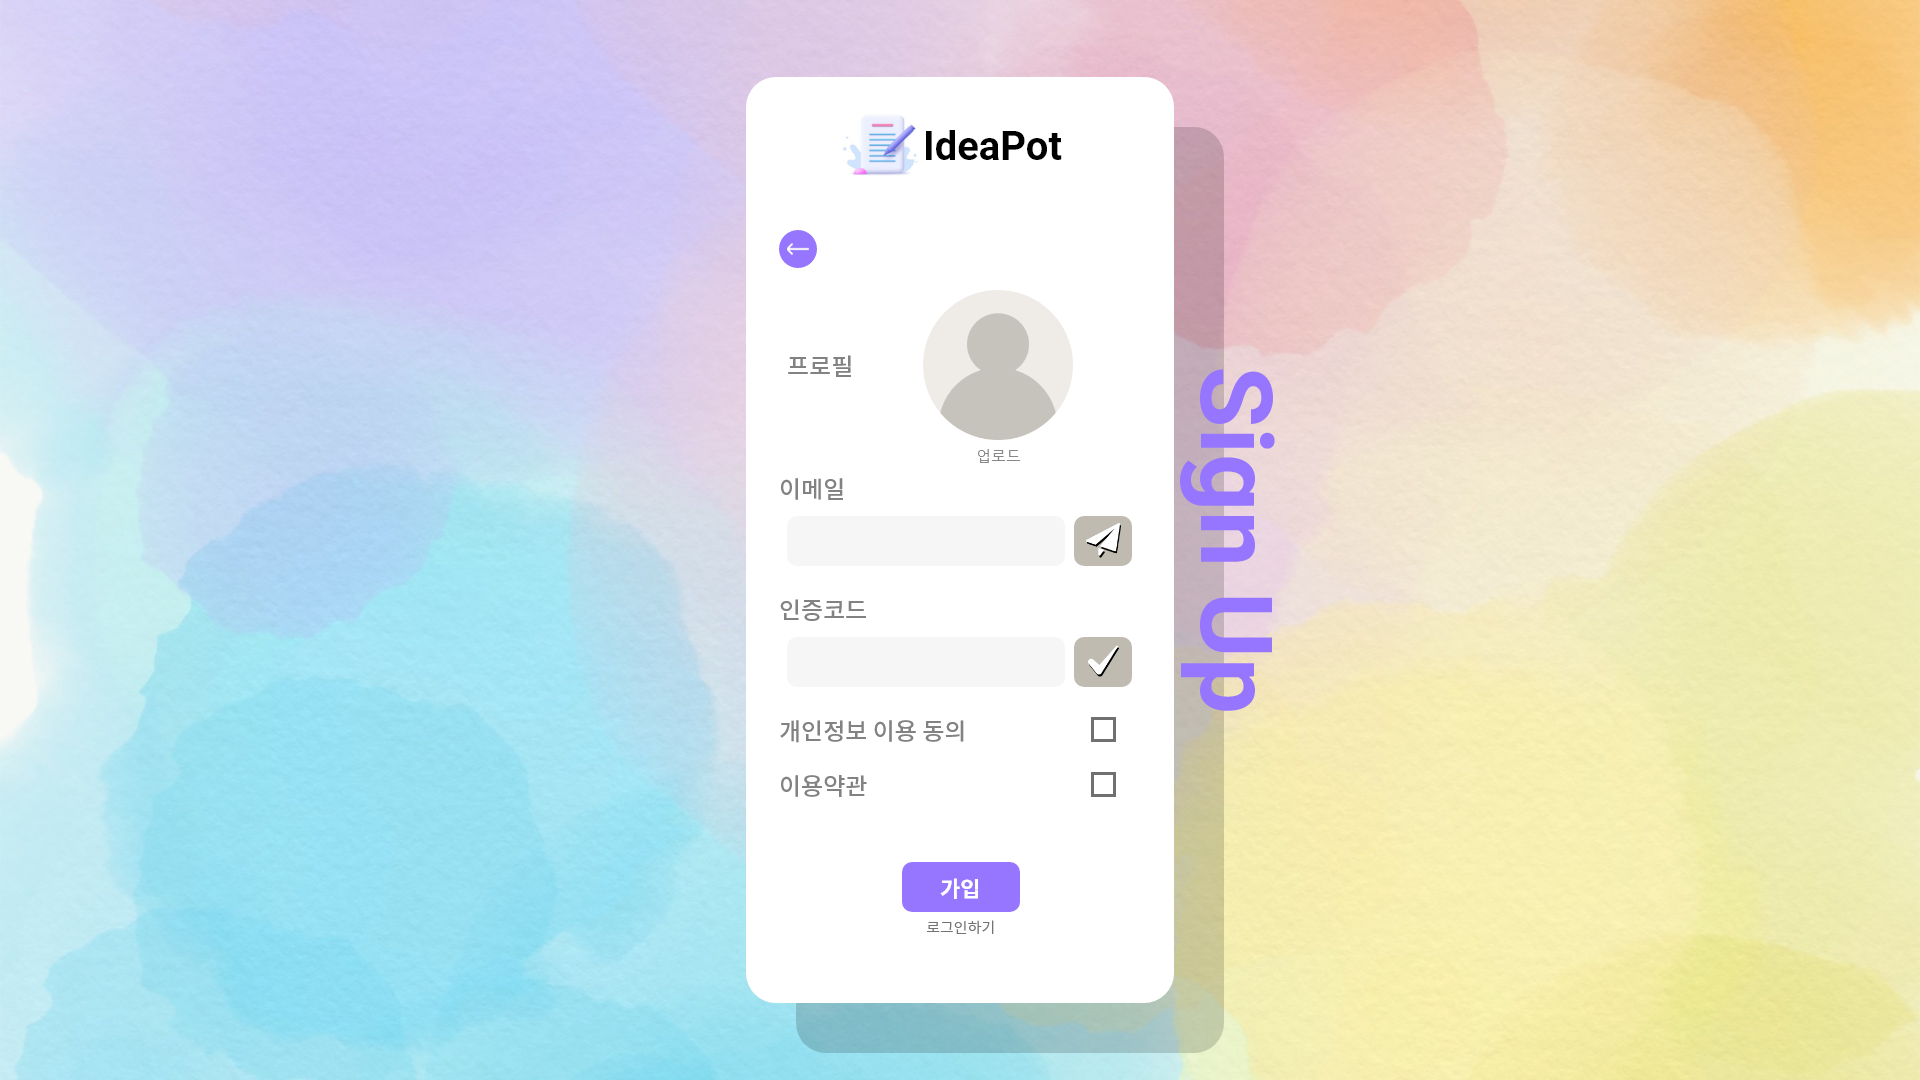 IdeaPot
프로필
업로드
이메일
인증코드
개인정보 이용 동의
이용약관
가입
로그인하기
Sign Up